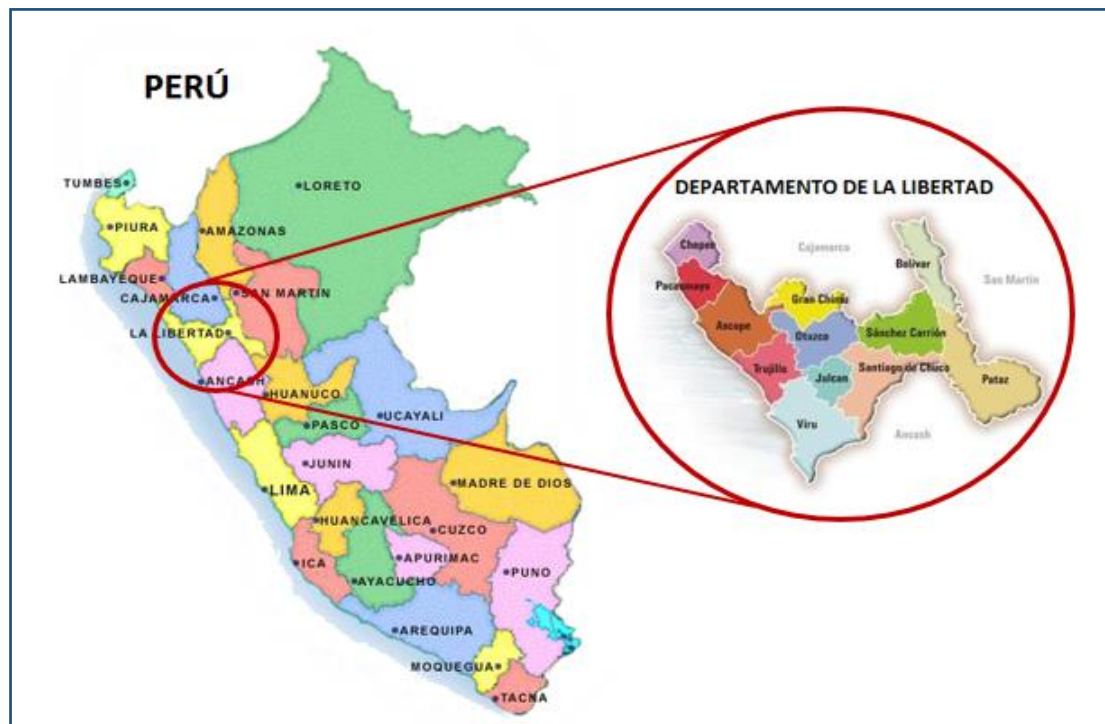 PERÚ
TUMBES
PIURA
LORETO
AMAZONAS
LAMBAYEQUE
CAJAMARCA
SAN MARTIN
LA LIBERTAD
ANCASH
HUANUCO
UCAYALI
PASCO
JUNIN
LIMA
MADRE DE DIOS
HUANCAVELICA
CUZCO
ICA
APURIMAC
AYACUCHO
PUNO
AREQUIPA
MOQUEGUA
TACNA
DEPARTAMENTO DE LA LIBERTAD
Chepen
Cajamarca
Bolívar
San Martín
Pacasmayo
Gran Chimú
Ascope
Otuzco
Sánchez Carrión
Trujillo
Julcan
Santiago de Chuco
Pataz
Viru
Ancash